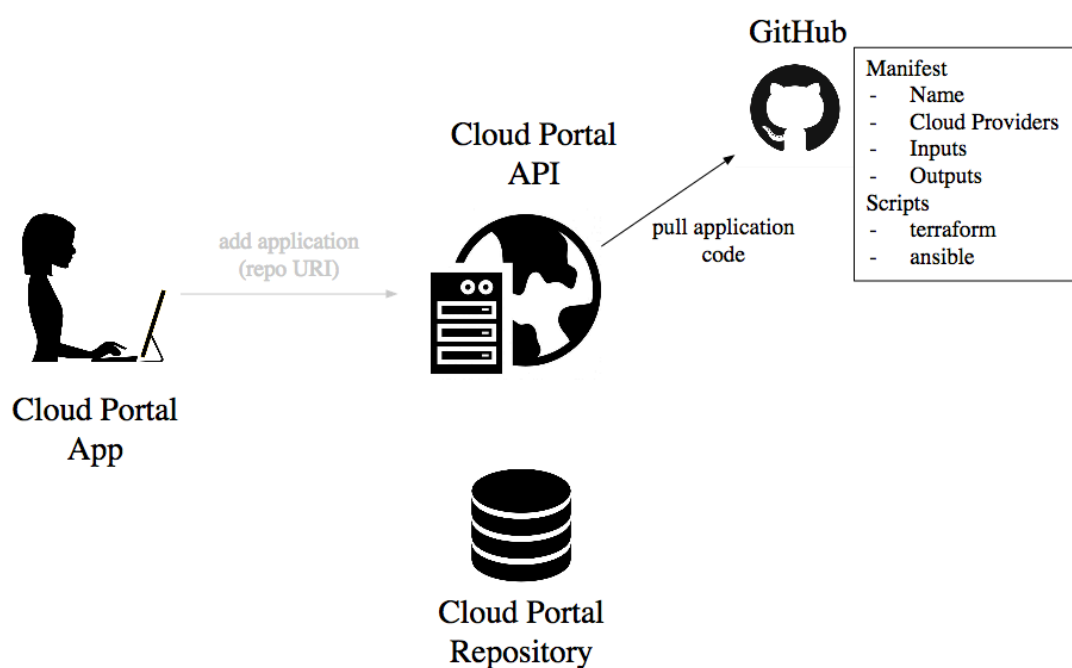 GitHub
Manifest
- Name
- Cloud Providers
- Inputs
- Outputs
Scripts
- terraform
- ansible
Cloud Portal
API
pull application
code
add application
(repo URI)
Cloud Portal
App
Cloud Portal
Repository